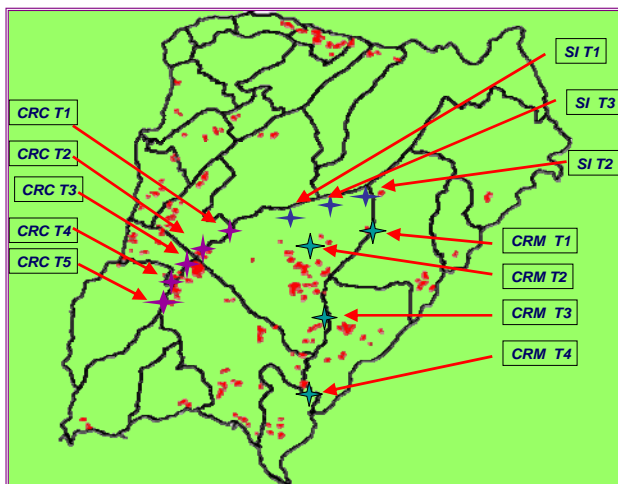 SI T1
SI T3
CRC T1
CRC T2
SI T2
CRC T3
CRC T4
CRM T1
CRC T5
CRM T2
CRM T3
CRM T4